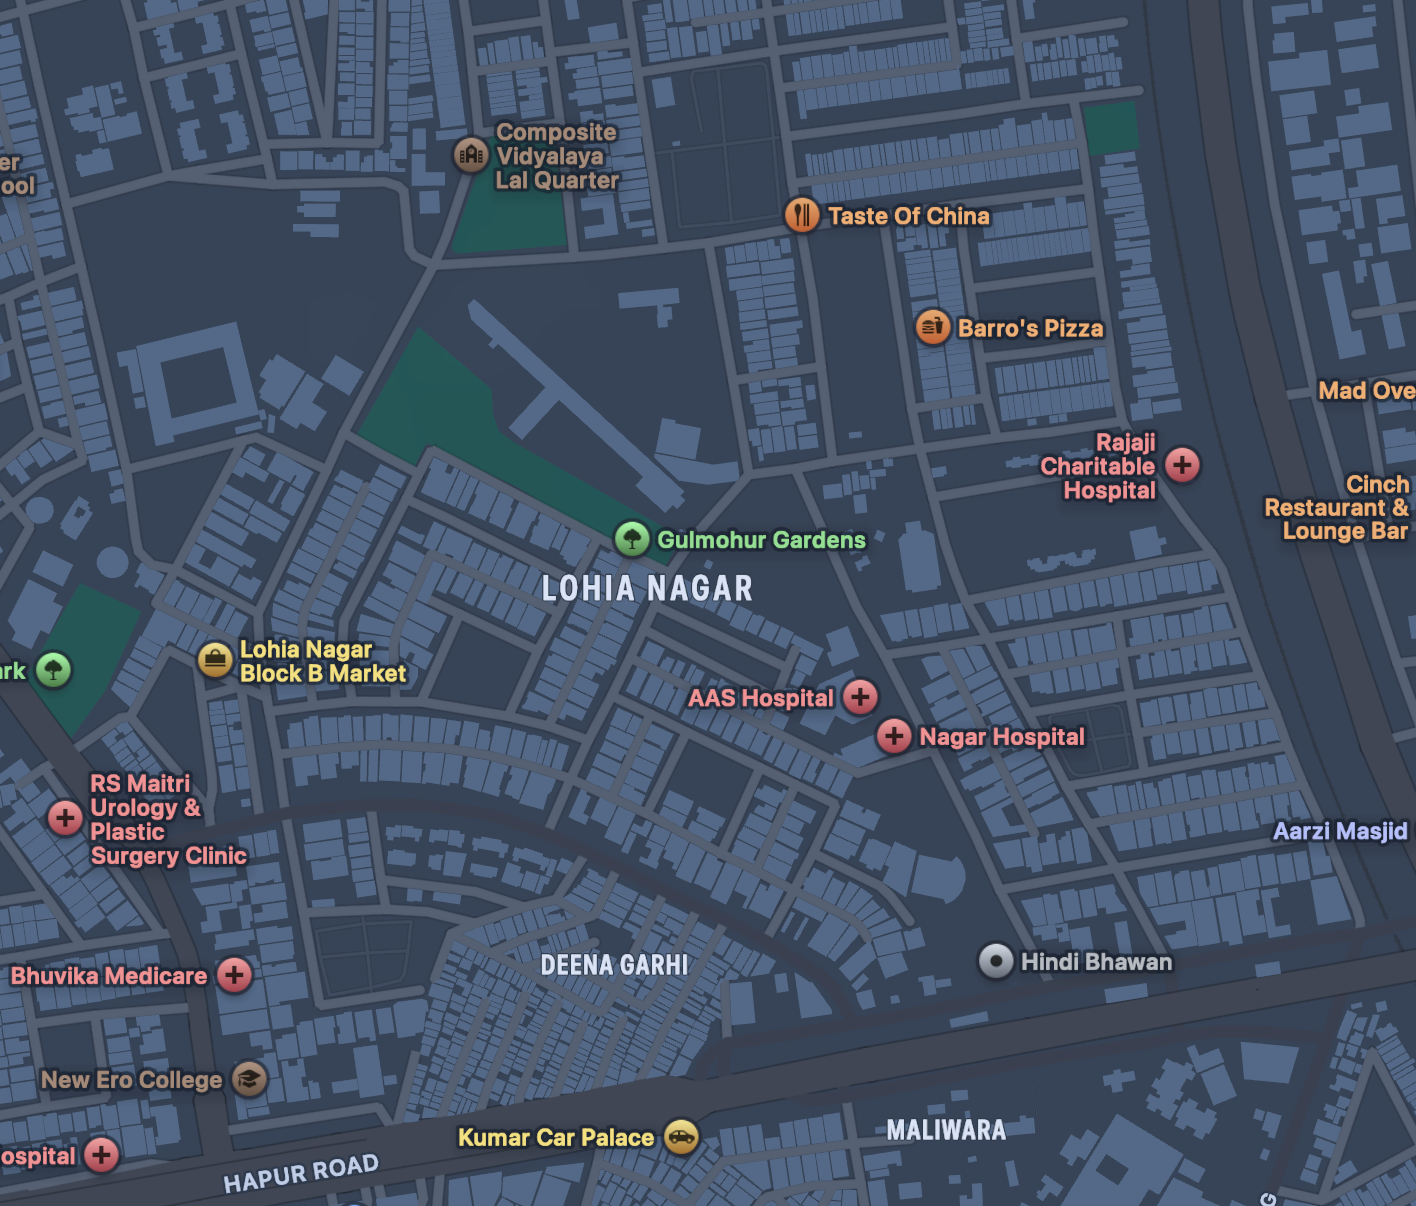 Composite
Vidyalaya
Lal Quarter
er
ool
Taste Of China
Barro's Pizza
Mad Ove
Rajaji
Charitable
Hospital
Cinch
Restaurant &
Lounge Bar
Gulmohur Gardens
LOHIA NAGAR
Lohia Nagar
Block B Market
ark
AAS Hospital
Nagar Hospital
RS Maitri
Urology &
Plastic
Surgery Clinic
Aarzi Masjid
DEENA GARHI
Hindi Bhawan
Bhuvika Medicare
New Ero College
Kumar Car Palace
MALIWARA
ospital
HAPUR ROAD
G